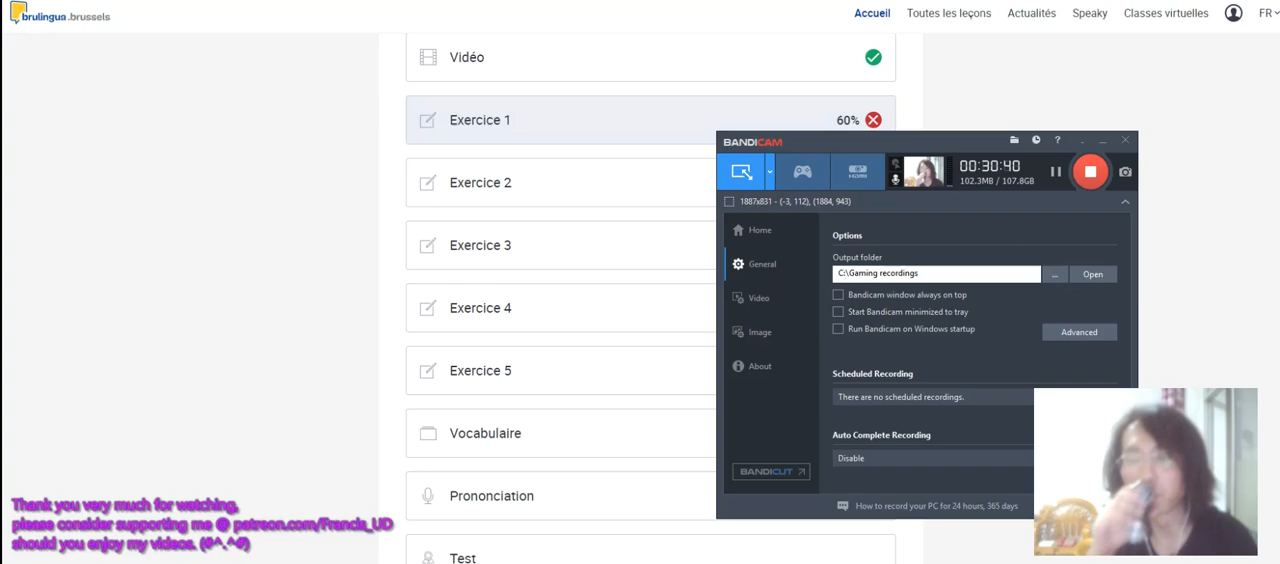 brulingua.brussels
Accueil Toutes les leçons Actualités Speaky Classes virtuelles FR
Vidéo
Exercice 1 60%
Exercice 2
Exercice 3
Exercice 4
Exercice 5
Vocabulaire
Prononciation
Test
BANDICAM
00:30:40
102.3MB / 107.8GB
1887x831 - (-3, 112), (1884, 943)
Home
General
Video
Image
About
BANDICUT
Options
Output folder
C:\Gaming recordings ... Open
Bandicam window always on top
Start Bandicam minimized to tray
Run Bandicam on Windows startup
Advanced
Scheduled Recording
There are no scheduled recordings.
Auto Complete Recording
Disable
How to record your PC for 24 hours, 365 days
Thank you very much for watching,
please consider supporting me @ patreon.com/Francis_UD
should you enjoy my videos. (#^.^#)